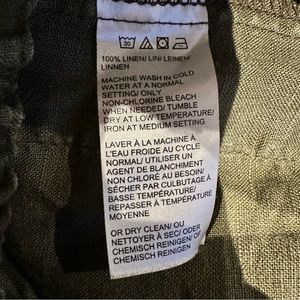 30
100% LINEN/ LIN/ LEINEN/
LINNEN
MACHINE WASH IN COLD
WATER AT A NORMAL
SETTING/ ONLY
NON-CHLORINE BLEACH
WHEN NEEDED/ TUMBLE
DRY AT LOW TEMPERATURE/
IRON AT MEDIUM SETTING
LAVER À LA MACHINE À
L'EAU FROIDE AU CYCLE
NORMAL/ UTILISER UN
AGENT DE BLANCHIMENT
NON CHLORÉ AU BESOIN/
SÉCHER PAR CULBUTAGE À
BASSE TEMPÉRATURE/
REPASSER À TEMPÉRATURE
MOYENNE
OR DRY CLEAN/ OU
NETTOYER À SEC/ ODER
CHEMISCH REINIGEN/ OF
CHEMISCH REINIGEN